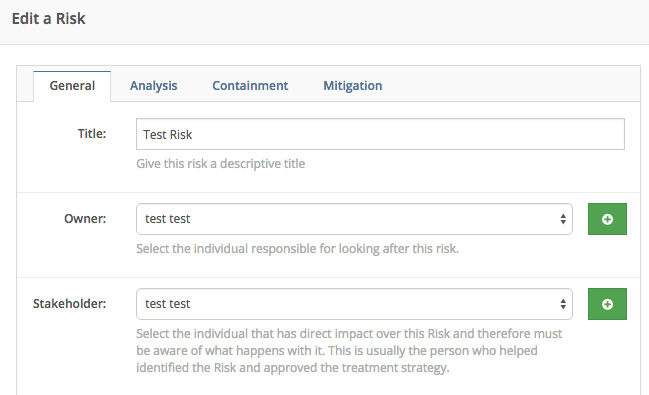 Edit a Risk
General Analysis Containment Mitigation
Title: Test Risk
Give this risk a descriptive title
Owner: test test
Select the individual responsible for looking after this risk.
Stakeholder: test test
Select the individual that has direct impact over this Risk and therefore must
be aware of what happens with it. This is usually the person who helped
identified the Risk and approved the treatment strategy.